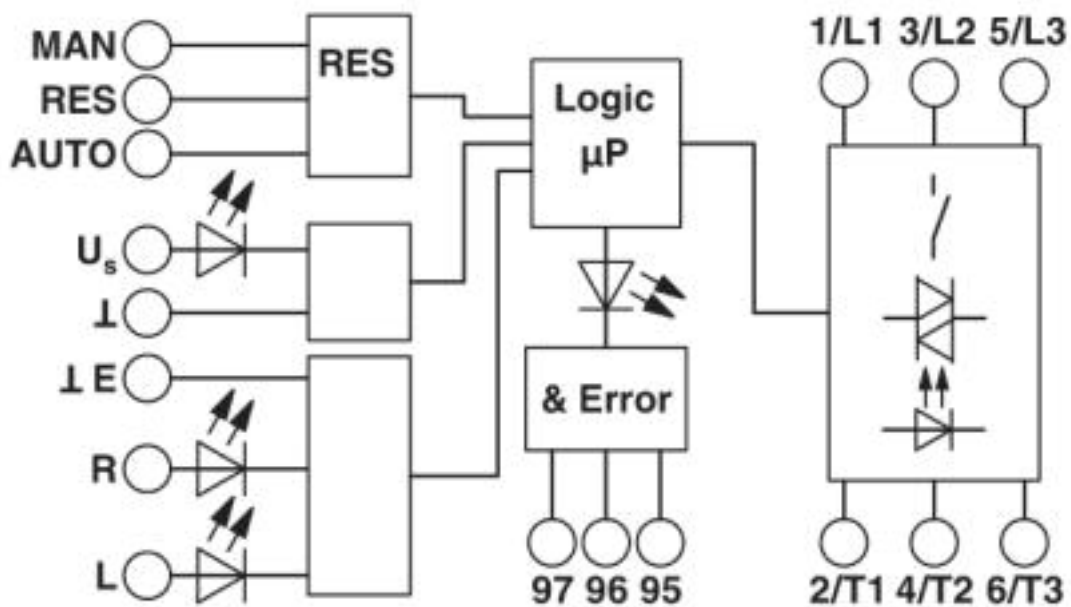 MAN
RES
AUTO
RES
Us
⊥
⊥ E
R
L
Logic
µP
& Error
97 96 95
1/L1 3/L2 5/L3
2/T1 4/T2 6/T3